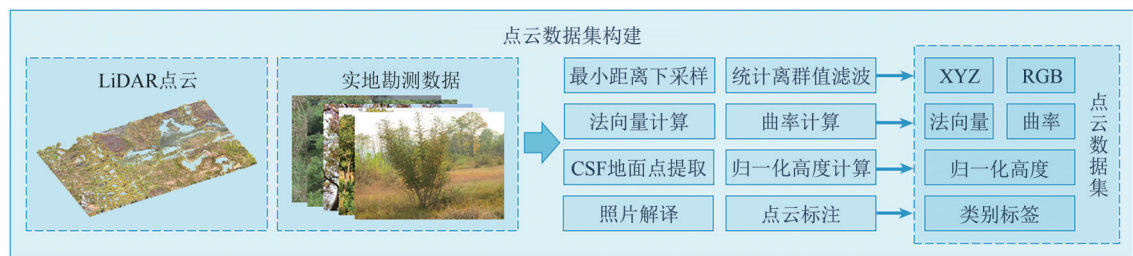 点云数据集构建
LiDAR点云
实地勘测数据
最小距离下采样
统计离群值滤波
XYZ
RGB
法向量计算
曲率计算
法向量
曲率
CSF地面点提取
归一化高度计算
归一化高度
照片解译
点云标注
类别标签
点云数据集